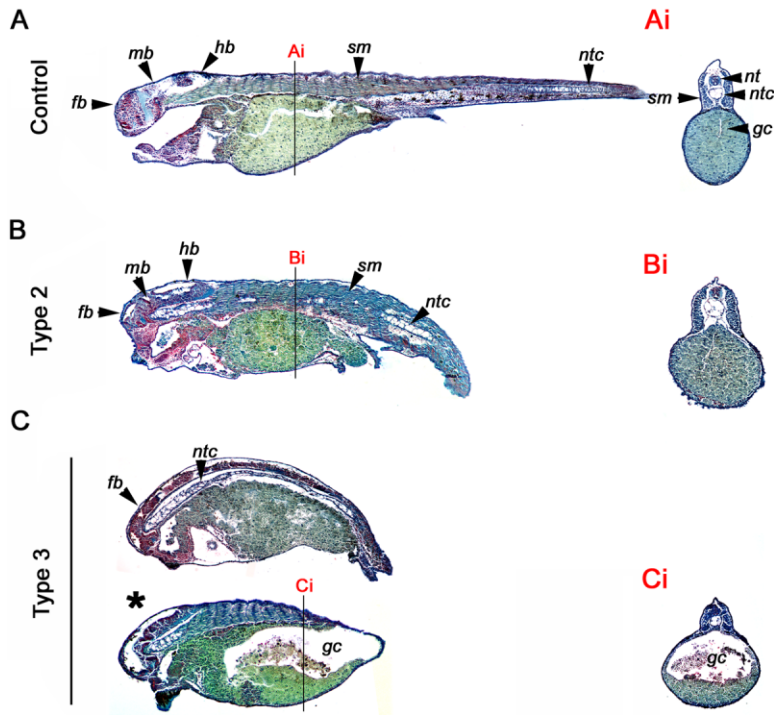 A
Control
fb
mb
hb
Ai
sm
ntc
Ai
sm
nt
ntc
gc
B
Type 2
fb
mb
hb
Bi
sm
ntc
Bi
C
Type 3
fb
ntc
*
Ci
gc
Ci
gc